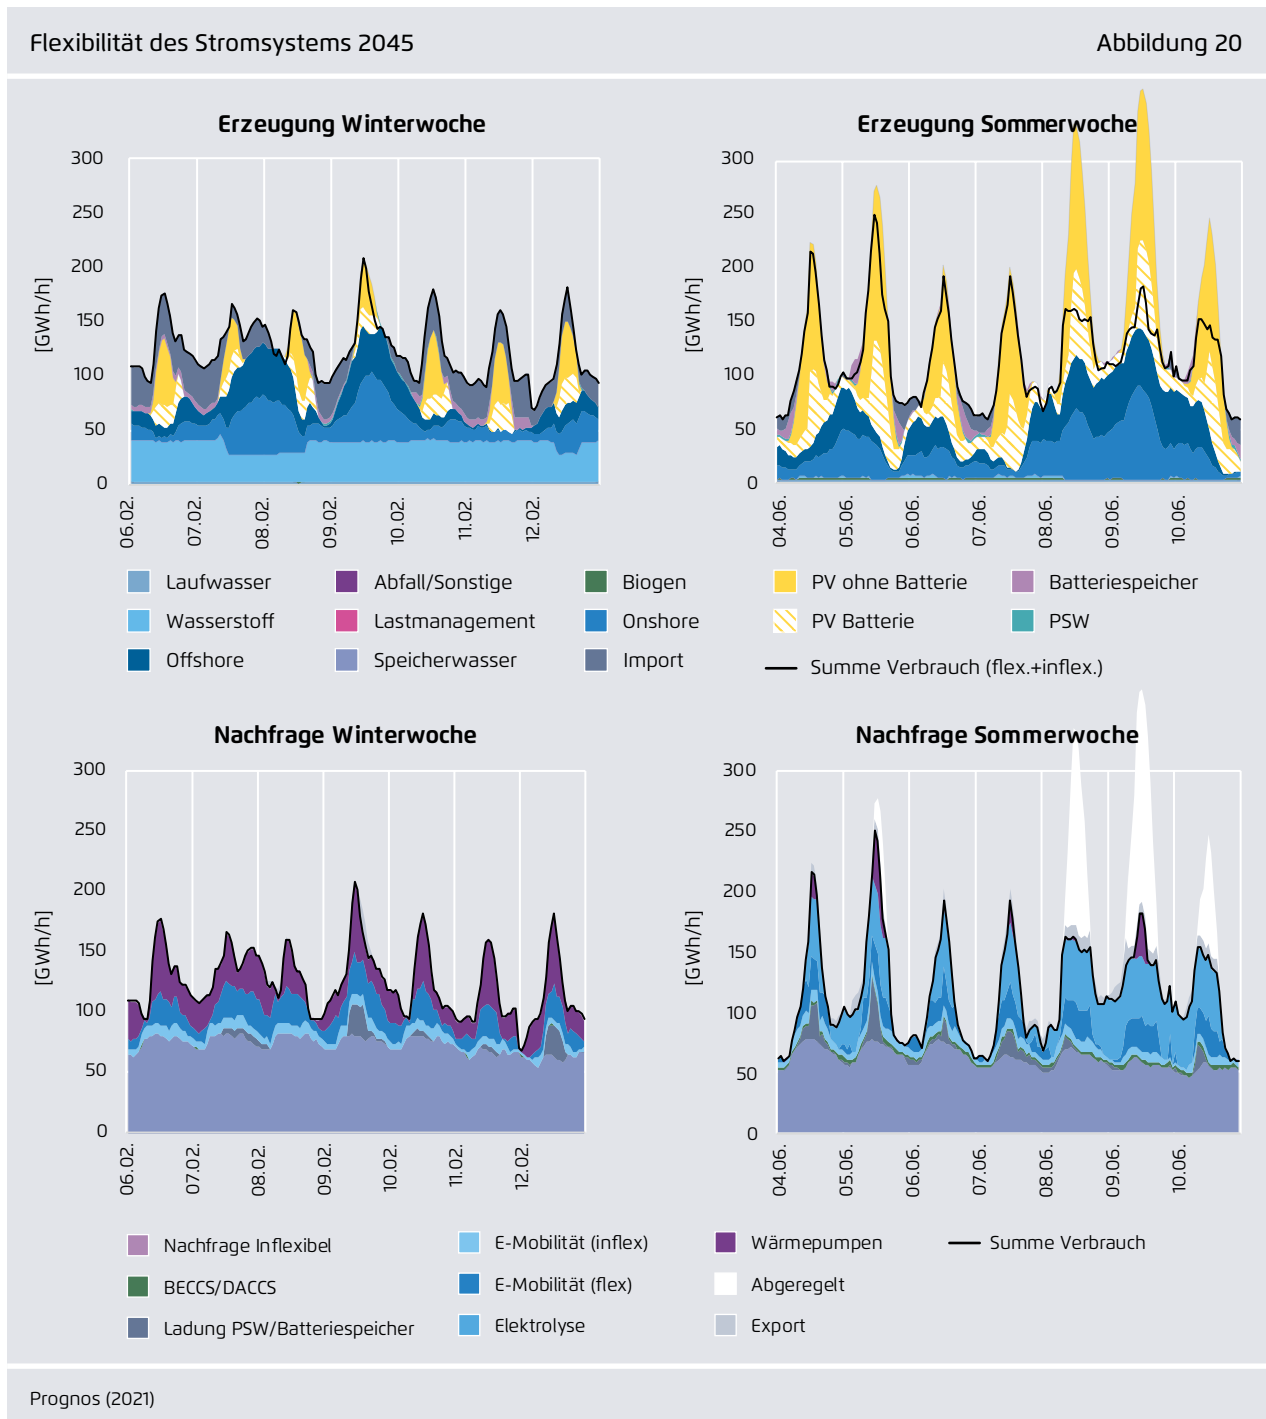 Flexibilität des Stromsystems 2045
Abbildung 20
Erzeugung Winterwoche
[GWh/h]
300
250
200
150
100
50
0
06.02.
07.02.
08.02.
09.02.
10.02.
11.02.
12.02.
Erzeugung Sommerwoche
[GWh/h]
300
250
200
150
100
50
0
04.06.
05.06.
06.06.
07.06.
08.06.
09.06.
10.06.
Laufwasser
Abfall/Sonstige
Biogen
PV ohne Batterie
Batteriespeicher
Wasserstoff
Lastmanagement
Onshore
PV Batterie
PSW
Offshore
Speicherwasser
Import
Summe Verbrauch (flex.+inflex.)
Nachfrage Winterwoche
[GWh/h]
300
250
200
150
100
50
0
06.02.
07.02.
08.02.
09.02.
10.02.
11.02.
12.02.
Nachfrage Sommerwoche
[GWh/h]
300
250
200
150
100
50
0
04.06.
05.06.
06.06.
07.06.
08.06.
09.06.
10.06.
Nachfrage Inflexibel
E-Mobilität (inflex)
Wärmepumpen
Summe Verbrauch
BECCS/DACCS
E-Mobilität (flex)
Abgeregelt
Ladung PSW/Batteriespeicher
Elektrolyse
Export
Prognos (2021)